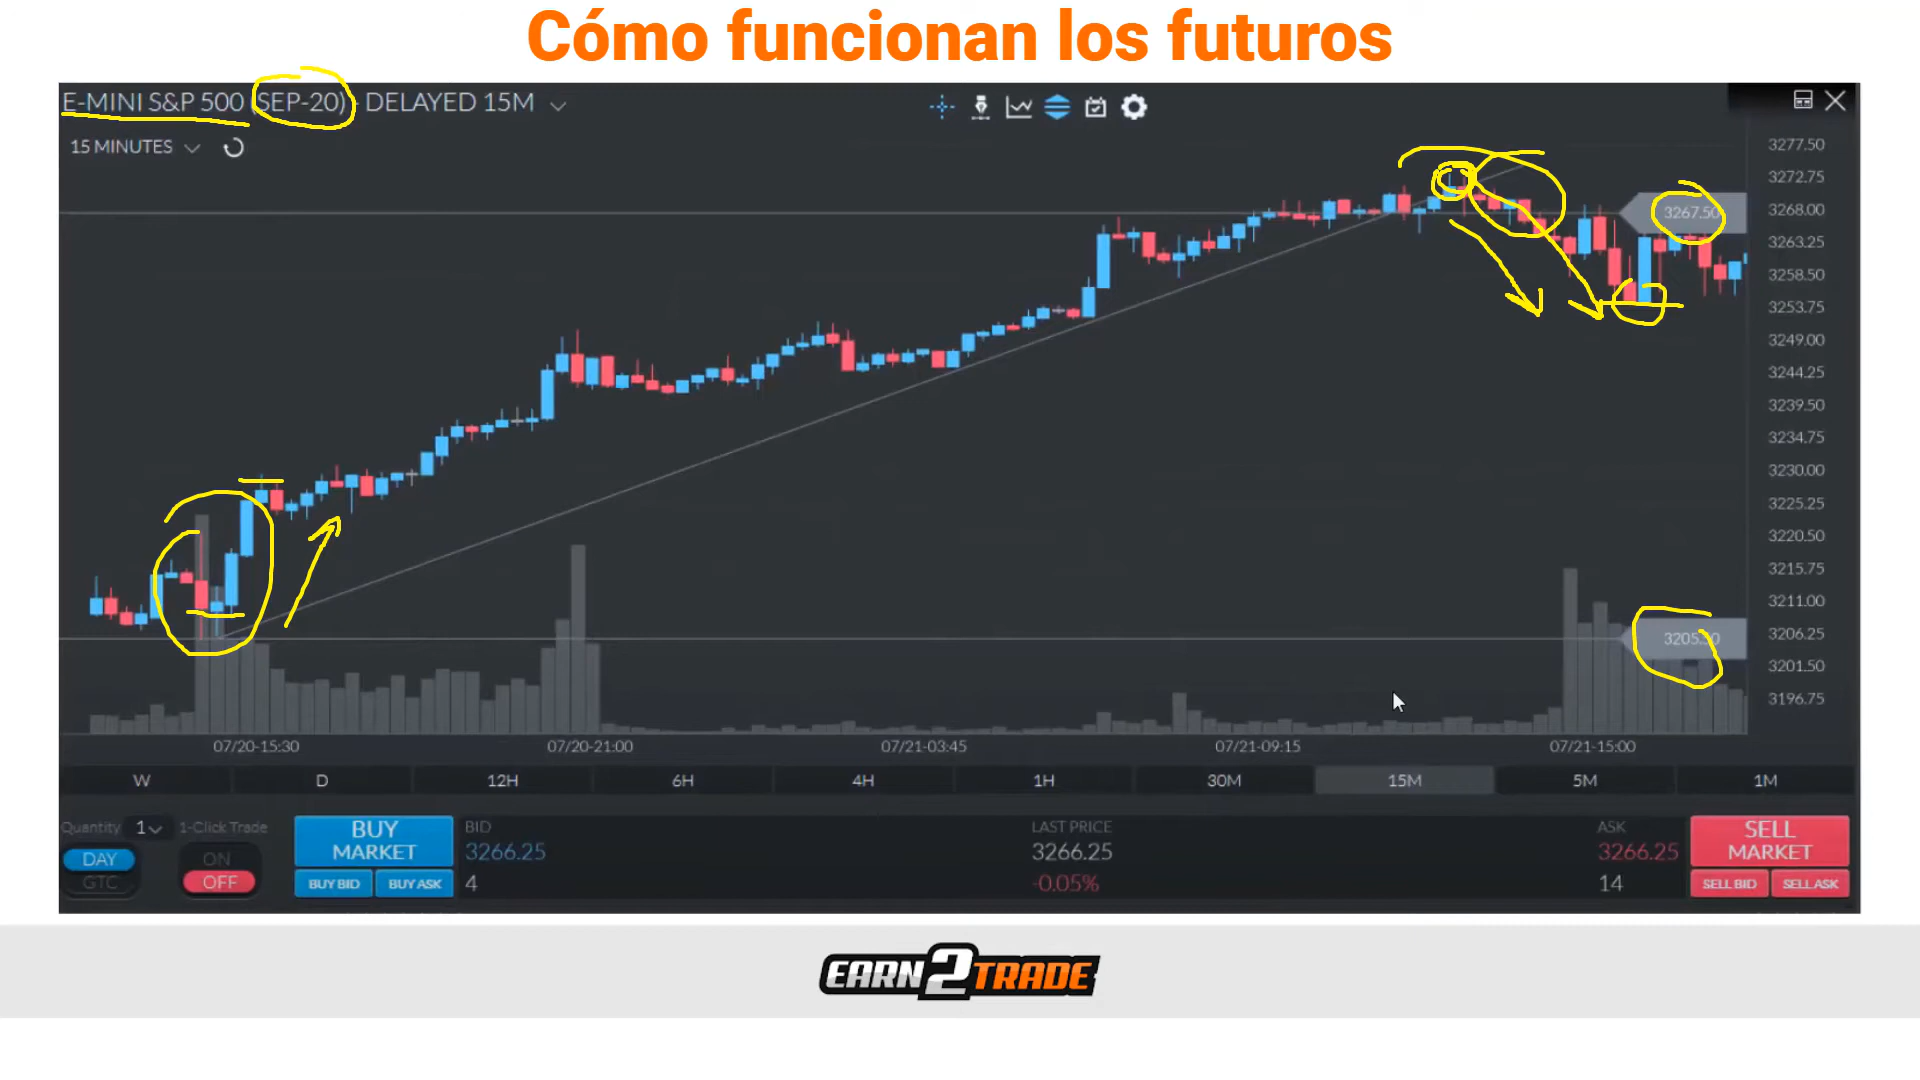 Cómo funcionan los futuros
E-MINI S&P 500 (SEP-20) - DELAYED 15M
15 MINUTES
3277.50
3272.75
3267.50
3268.00
3263.25
3258.50
3253.75
3249.00
3244.25
3239.50
3234.75
3230.00
3225.25
3220.50
3215.75
3211.00
3205.50
3206.25
3201.50
3196.75
07/20-15:30 07/20-21:00 07/21-03:45 07/21-09:15 07/21-15:00
W D 12H 6H 4H 1H 30M 15M 5M 1M
Quantity 1 1-Click Trade
DAY ON
GTC OFF
BUY MARKET
BUY BID BUY ASK
BID
3266.25
4
LAST PRICE
3266.25
-0.05%
ASK
3266.25
14
SELL MARKET
SELL BID SELL ASK
EARN2TRADE